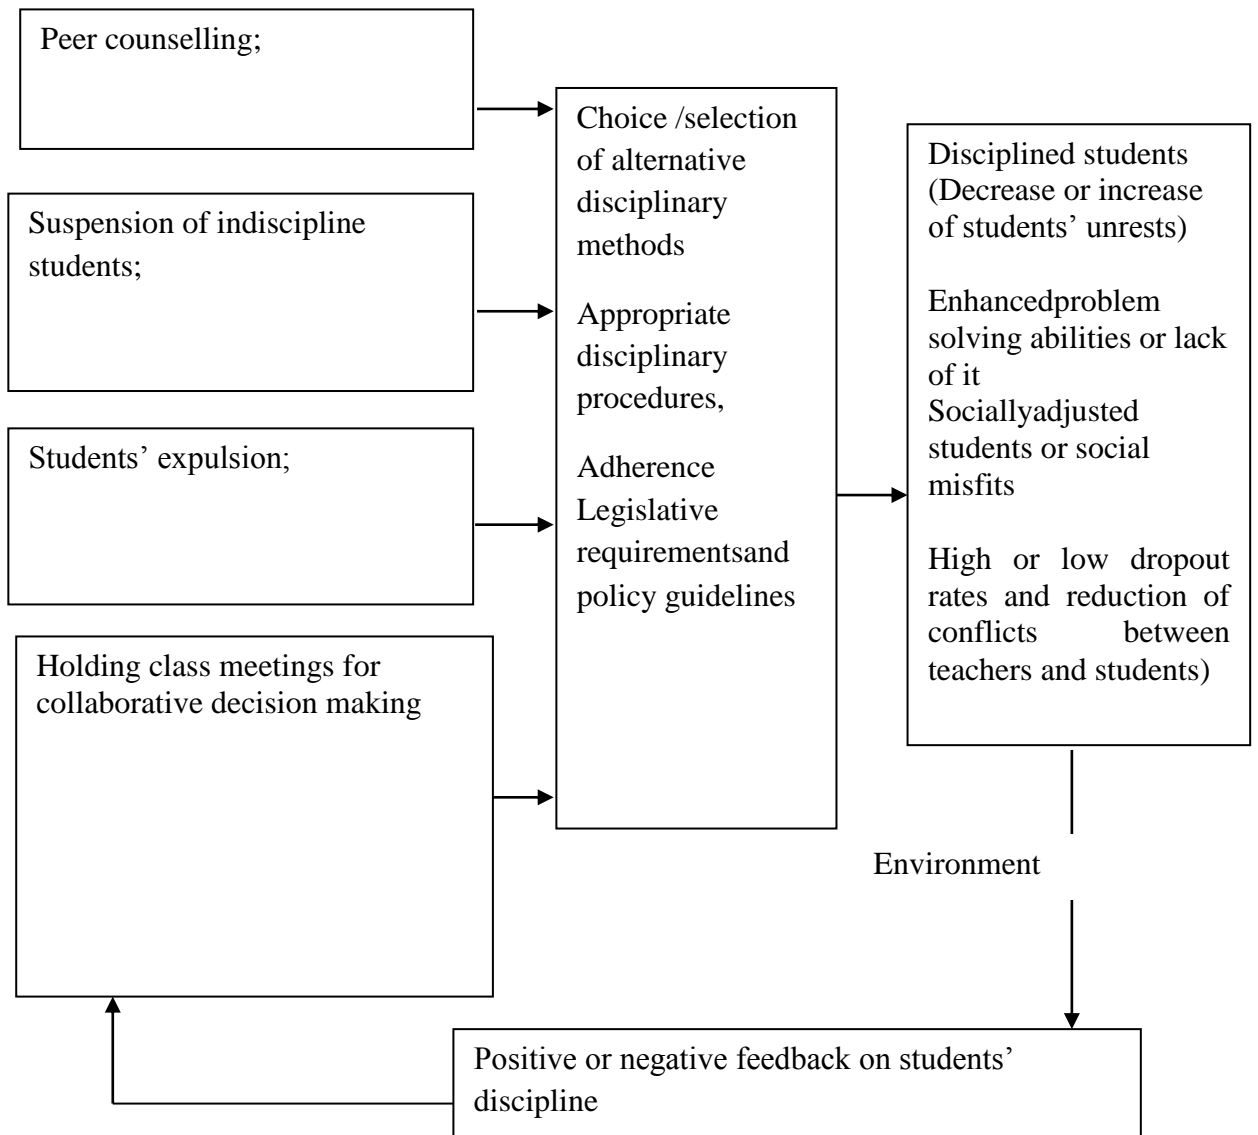 Peer counselling;
Suspension of indiscipline
students;
Students’ expulsion;
Holding class meetings for
collaborative decision making
Choice /selection
of alternative
disciplinary
methods
Appropriate
disciplinary
procedures,
Adherence
Legislative
requirementsand
policy guidelines
Disciplined students
(Decrease or increase
of students’ unrests)
Enhancedproblem
solving abilities or lack
of it
Sociallyadjusted
students or social
misfits
High or low dropout
rates and reduction of
conflicts between
teachers and students)
Environment
Positive or negative feedback on students’
discipline